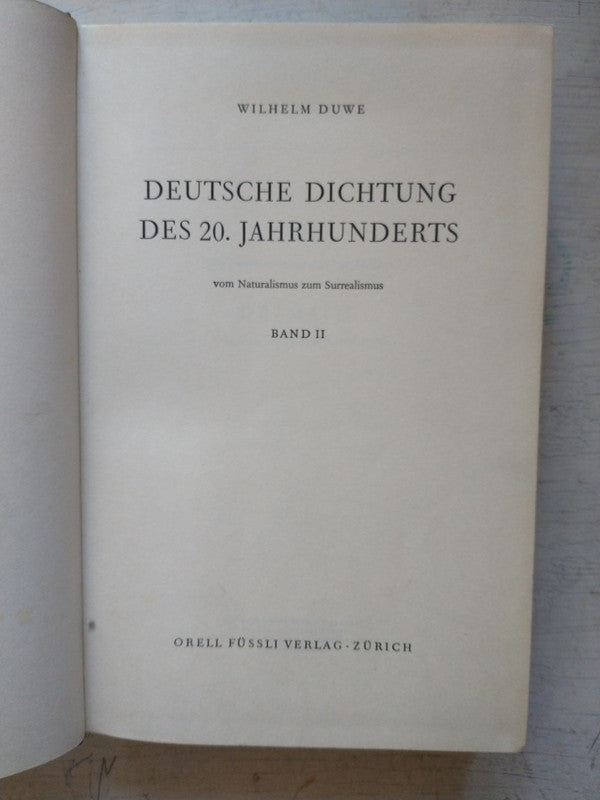 WILHELM DUWE
DEUTSCHE DICHTUNG
DES 20. JAHRHUNDERTS
vom Naturalismus zum Surrealismus
BAND II
ORELL FÜSSLI VERLAG · ZÜRICH